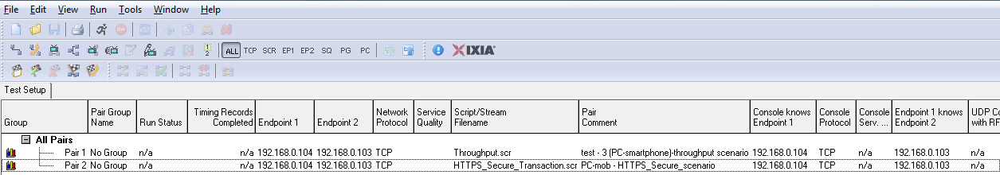 File Edit View Run Tools Window Help
ALL TCP SCR EP1 EP2 SQ PG PC IXIA
Test Setup
Group Pair Group Name Run Status Timing Records Completed Endpoint 1 Endpoint 2 Network Protocol Service Quality Script/Stream Filename Pair Comment Console knows Endpoint 1 Console Protocol Console Serv. ... Endpoint 1 knows Endpoint 2 UDP Co with RF
All Pairs
Pair 1 No Group n/a n/a 192.168.0.104 192.168.0.103 TCP Throughput.scr test - 3 (PC-smartphone)-throughput scenario 192.168.0.104 TCP n/a 192.168.0.103 n/a
Pair 2 No Group n/a n/a 192.168.0.104 192.168.0.103 TCP HTTPS_Secure_Transaction.scr PC-mob - HTTPS_Secure_scenario 192.168.0.104 TCP n/a 192.168.0.103 n/a